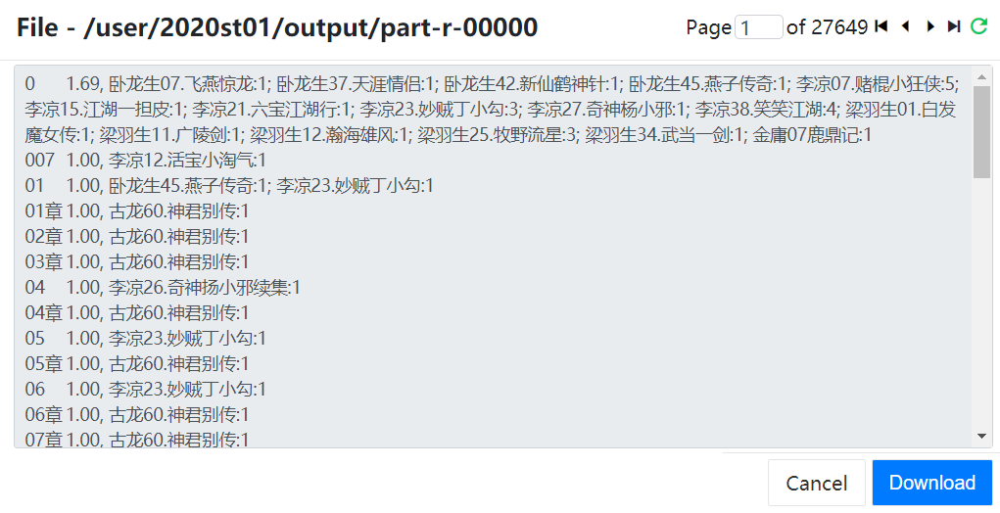 File - /user/2020st01/output/part-r-00000
Page 1 of 27649
0 1.69, 卧龙生07.飞燕惊龙:1; 卧龙生37.天涯情侣:1; 卧龙生42.新仙鹤神针:1; 卧龙生45.燕子传奇:1; 李凉07.赌棍小狂侠:5;
李凉15.江湖一担皮:1; 李凉21.六宝江湖行:1; 李凉23.妙贼丁小勾:3; 李凉27.奇神杨小邪:1; 李凉38.笑笑江湖:4; 梁羽生01.白发
魔女传:1; 梁羽生11.广陵剑:1; 梁羽生12.瀚海雄风:1; 梁羽生25.牧野流星:3; 梁羽生34.武当一剑:1; 金庸07鹿鼎记:1
007 1.00, 李凉12.活宝小淘气:1
01 1.00, 卧龙生45.燕子传奇:1; 李凉23.妙贼丁小勾:1
01章 1.00, 古龙60.神君别传:1
02章 1.00, 古龙60.神君别传:1
03章 1.00, 古龙60.神君别传:1
04 1.00, 李凉26.奇神扬小邪续集:1
04章 1.00, 古龙60.神君别传:1
05 1.00, 李凉23.妙贼丁小勾:1
05章 1.00, 古龙60.神君别传:1
06 1.00, 李凉23.妙贼丁小勾:1
06章 1.00, 古龙60.神君别传:1
07章 1.00, 古龙60.神君别传:1
Cancel
Download